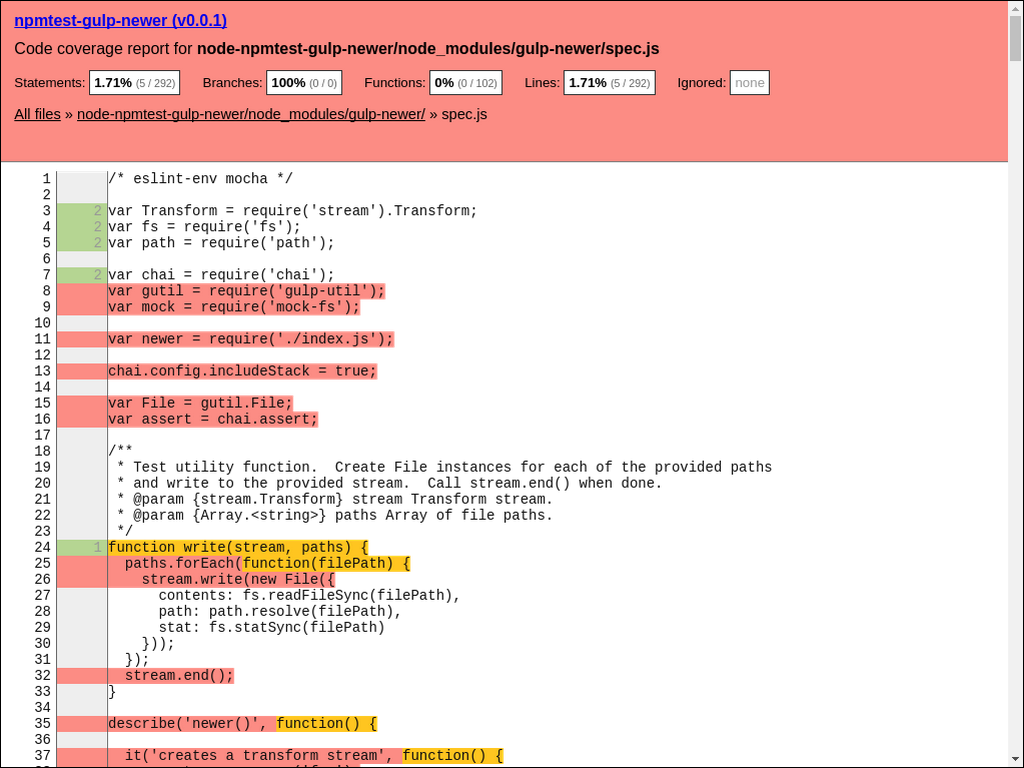 npmtest-gulp-newer (v0.0.1)
Code coverage report for node-npmtest-gulp-newer/node_modules/gulp-newer/spec.js
Statements: 1.71% (5 / 292) Branches: 100% (0 / 0) Functions: 0% (0 / 102) Lines: 1.71% (5 / 292) Ignored: none
All files » node-npmtest-gulp-newer/node_modules/gulp-newer/ » spec.js
1 /* eslint-env mocha */
2
3 2 var Transform = require('stream').Transform;
4 2 var fs = require('fs');
5 2 var path = require('path');
6
7 2 var chai = require('chai');
8 var gutil = require('gulp-util');
9 var mock = require('mock-fs');
10
11 var newer = require('./index.js');
12
13 chai.config.includeStack = true;
14
15 var File = gutil.File;
16 var assert = chai.assert;
17
18 /**
19  * Test utility function.  Create File instances for each of the provided paths
20  * and write to the provided stream.  Call stream.end() when done.
21  * @param {stream.Transform} stream Transform stream.
22  * @param {Array.<string>} paths Array of file paths.
23  */
24 1 function write(stream, paths) {
25   paths.forEach(function(filePath) {
26     stream.write(new File({
27       contents: fs.readFileSync(filePath),
28       path: path.resolve(filePath),
29       stat: fs.statSync(filePath)
30     }));
31   });
32   stream.end();
33 }
34
35 describe('newer()', function() {
36
37   it('creates a transform stream', function() {